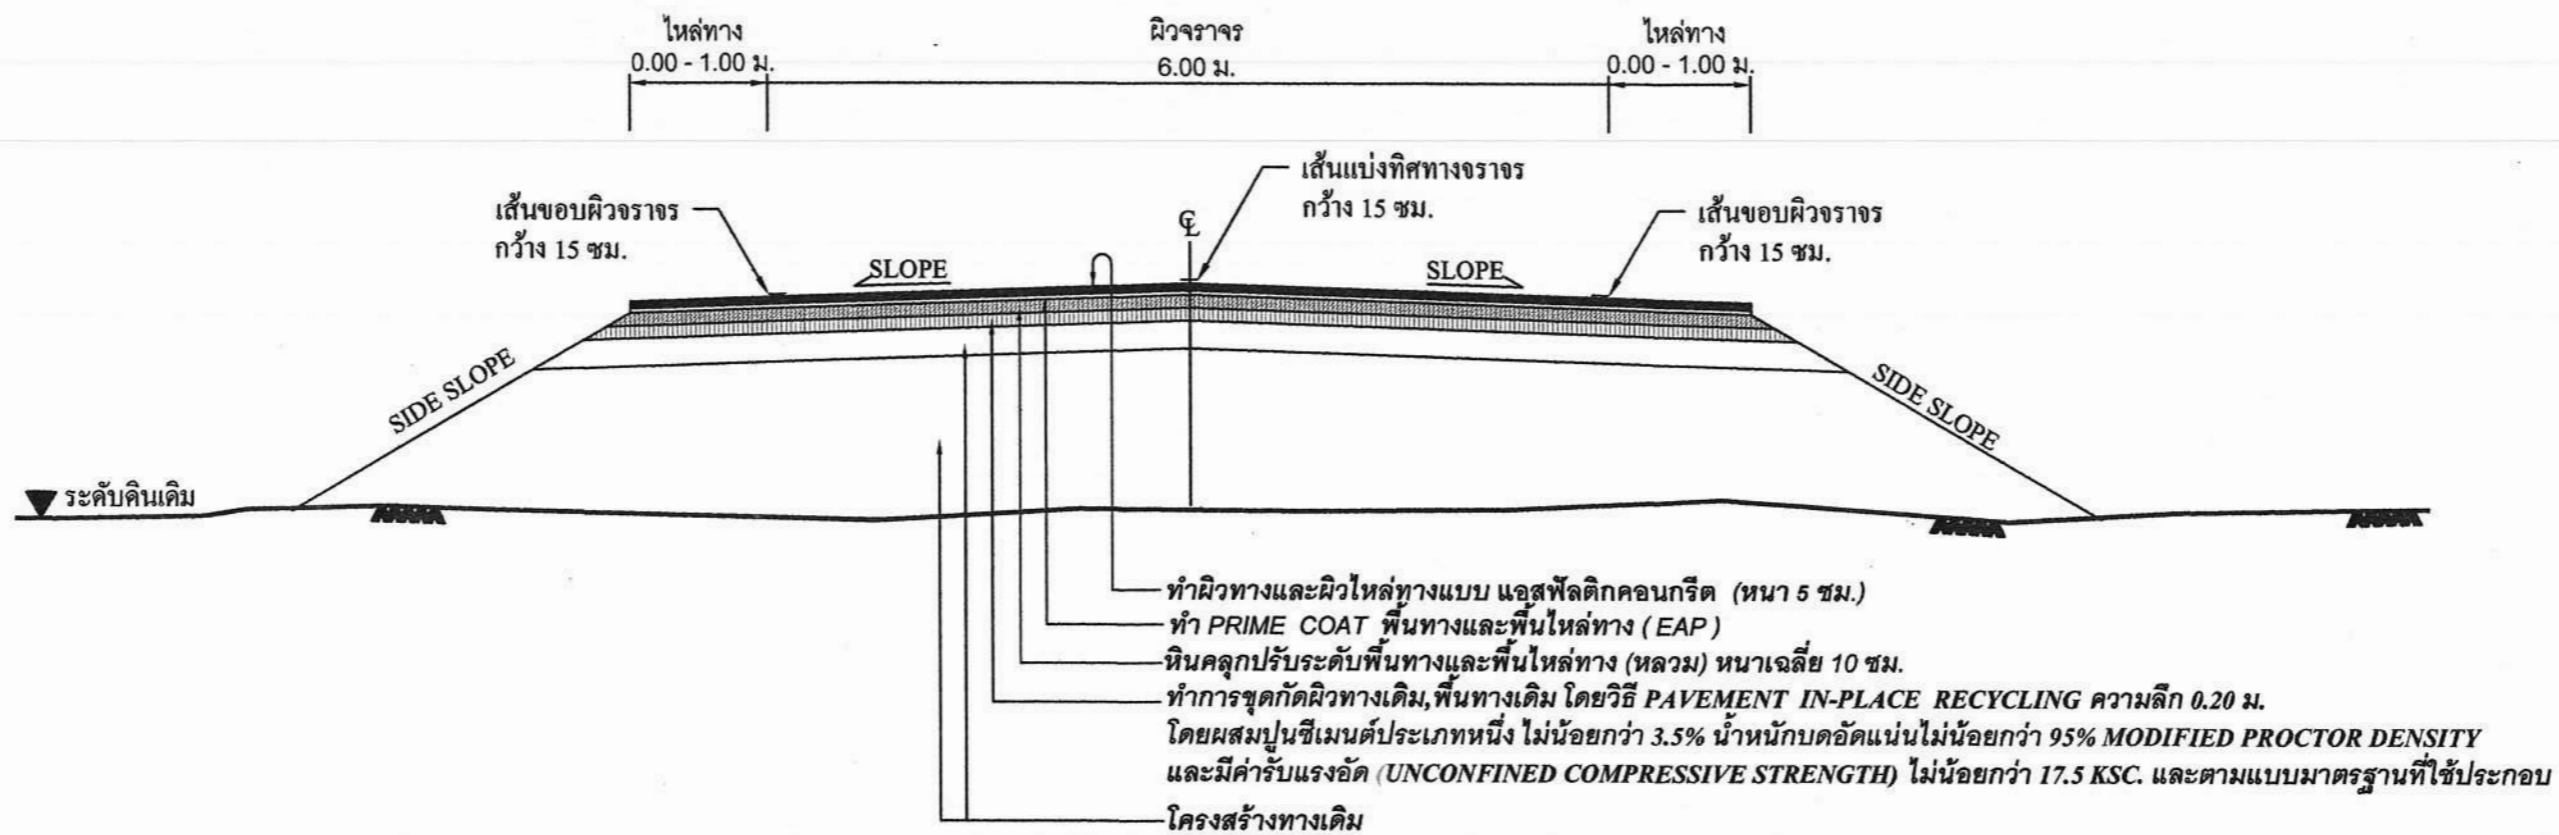 ไหล่ทาง
0.00 - 1.00 ม.
ผิวจราจร
6.00 ม.
ไหล่ทาง
0.00 - 1.00 ม.
เส้นขอบผิวจราจร
กว้าง 15 ซม.
เส้นแบ่งทิศทางจราจร
กว้าง 15 ซม.
เส้นขอบผิวจราจร
กว้าง 15 ซม.
℄
SLOPE
SLOPE
SIDE SLOPE
SIDE SLOPE
ระดับดินเดิม
ทำผิวทางและผิวไหล่ทางแบบ แอสฟัลติกคอนกรีต (หนา 5 ซม.)
ทำ PRIME COAT พื้นทางและพื้นไหล่ทาง ( EAP )
หินคลุกปรับระดับพื้นทางและพื้นไหล่ทาง (หลวม) หนาเฉลี่ย 10 ซม.
ทำการขุดกัดผิวทางเดิม,พื้นทางเดิม โดยวิธี PAVEMENT IN-PLACE RECYCLING ความลึก 0.20 ม.
โดยผสมปูนซีเมนต์ประเภทหนึ่ง ไม่น้อยกว่า 3.5% น้ำหนักบดอัดแน่นไม่น้อยกว่า 95% MODIFIED PROCTOR DENSITY
และมีค่ารับแรงอัด (UNCONFINED COMPRESSIVE STRENGTH) ไม่น้อยกว่า 17.5 KSC. และตามแบบมาตรฐานที่ใช้ประกอบ
โครงสร้างทางเดิม